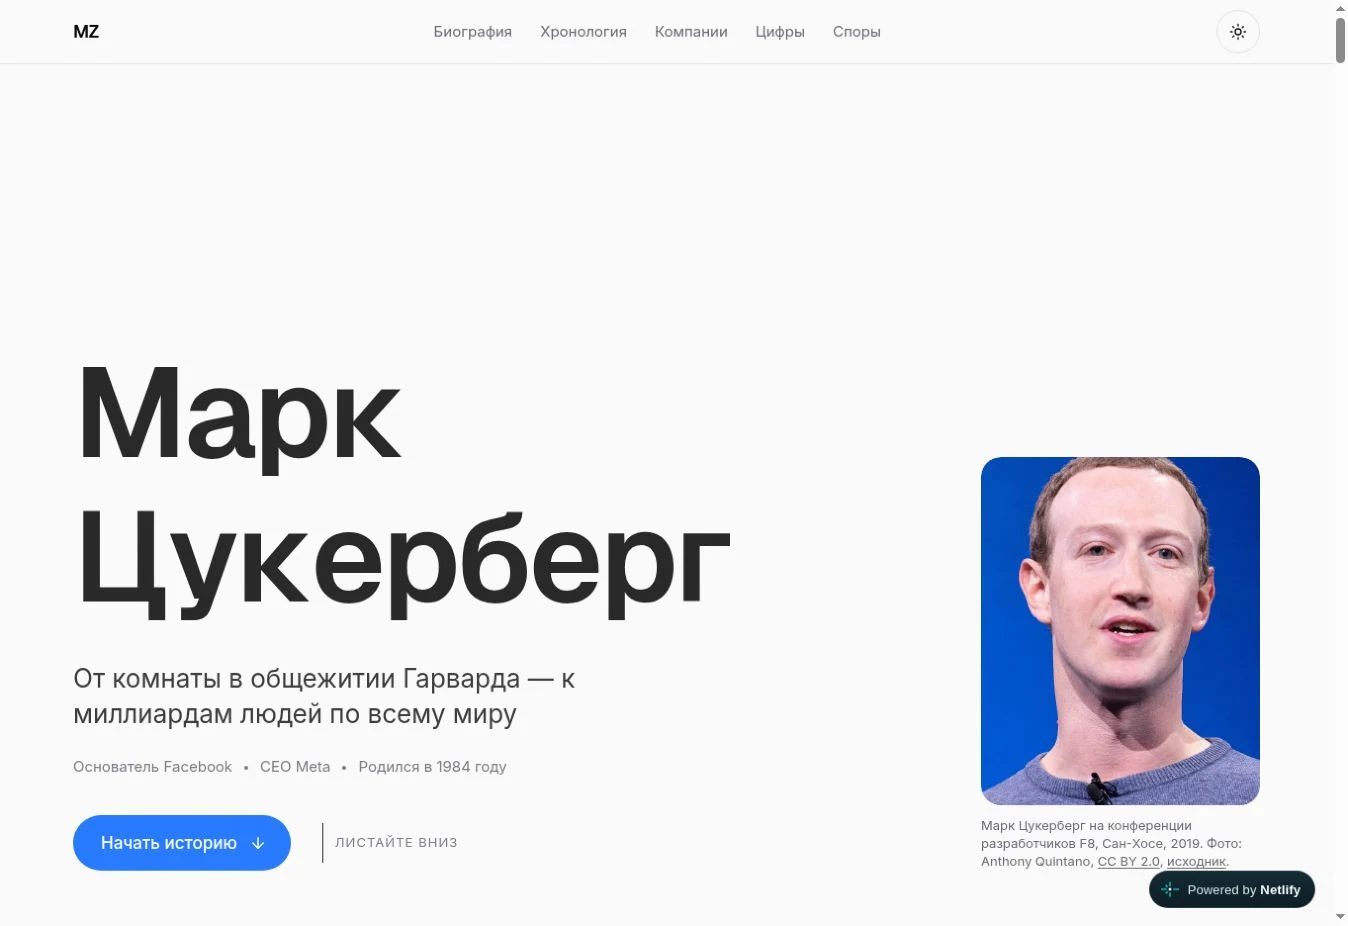 MZ
Биография Хронология Компании Цифры Споры
Марк
Цукерберг
От комнаты в общежитии Гарварда — к
миллиардам людей по всему миру
Основатель Facebook • CEO Meta • Родился в 1984 году
Начать историю ↓
ЛИСТАЙТЕ ВНИЗ
Марк Цукерберг на конференции
разработчиков F8, Сан-Хосе, 2019. Фото:
Anthony Quintano, CC BY 2.0, исходник.
Powered by Netlify